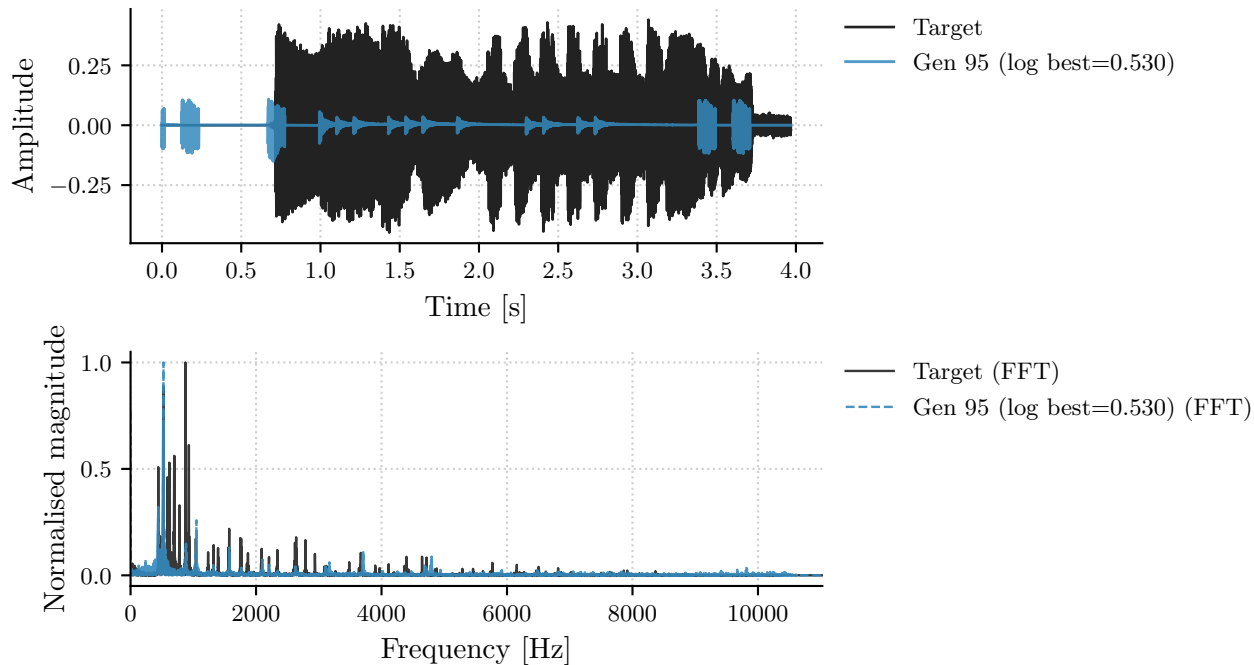 0.25
0.00
−0.25
Amplitude
0.0 0.5 1.0 1.5 2.0 2.5 3.0 3.5 4.0
Time [s]
Target
Gen 95 (log best=0.530)
1.0
0.5
0.0
Normalised magnitude
0 2000 4000 6000 8000 10000
Frequency [Hz]
Target (FFT)
Gen 95 (log best=0.530) (FFT)